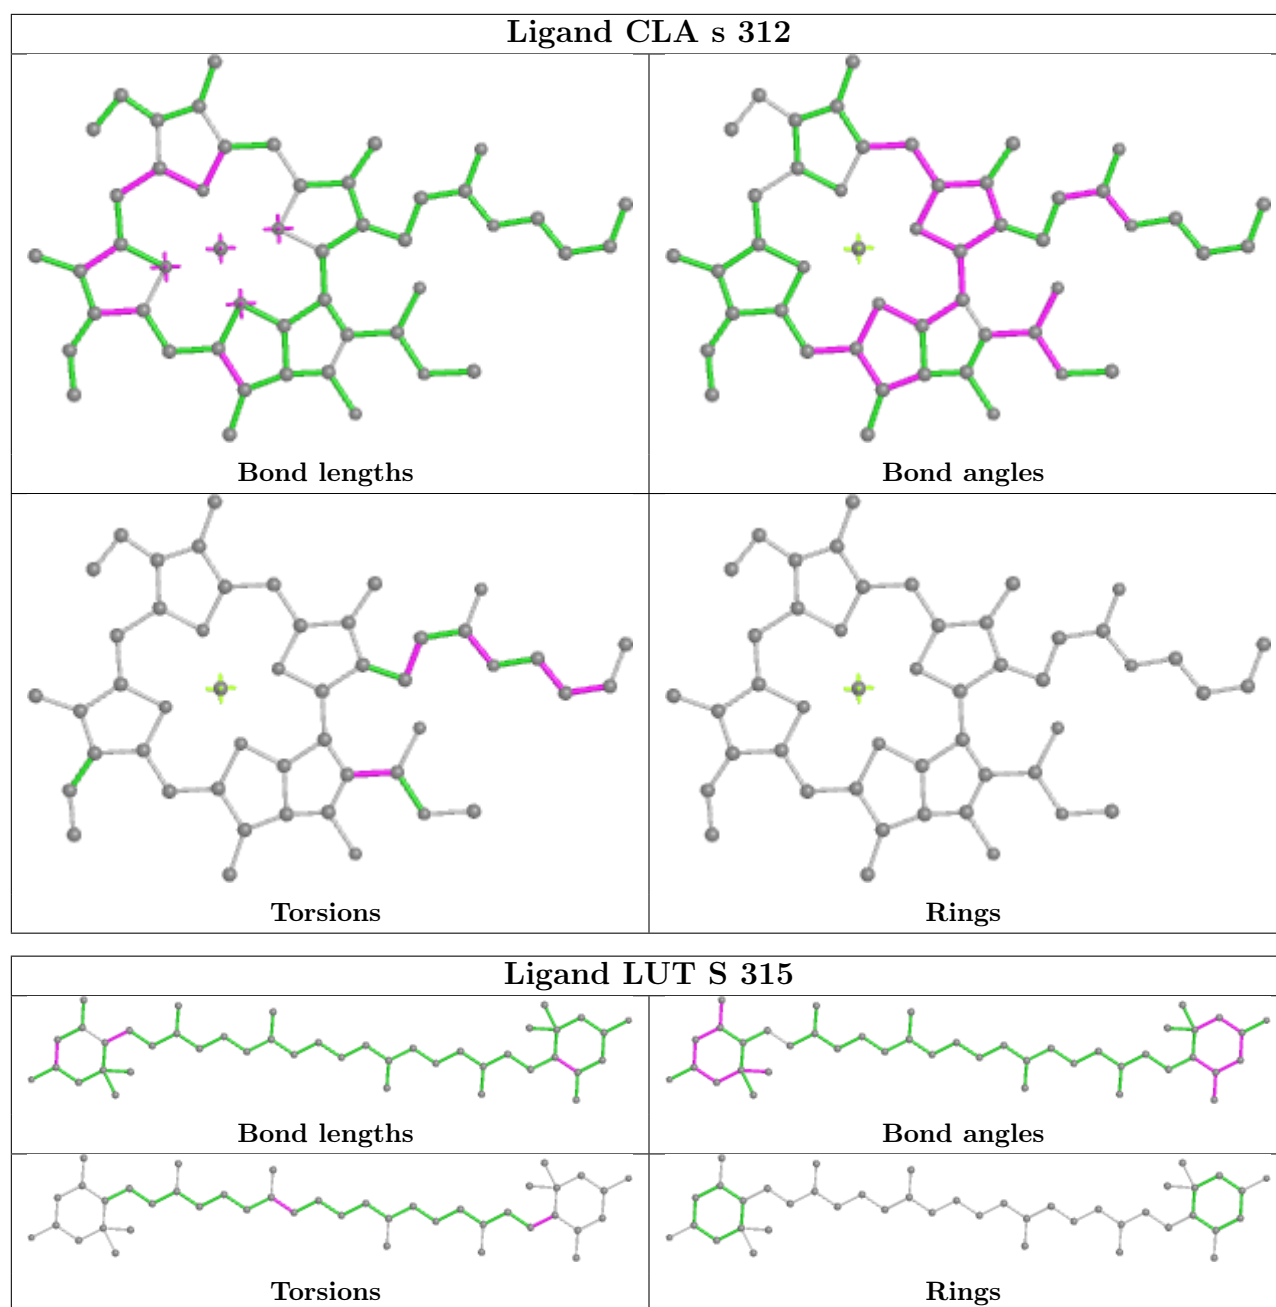 Ligand CLA s 312
Bond lengths
Bond angles
Torsions
Rings
Ligand LUT S 315
Bond lengths
Bond angles
Torsions
Rings